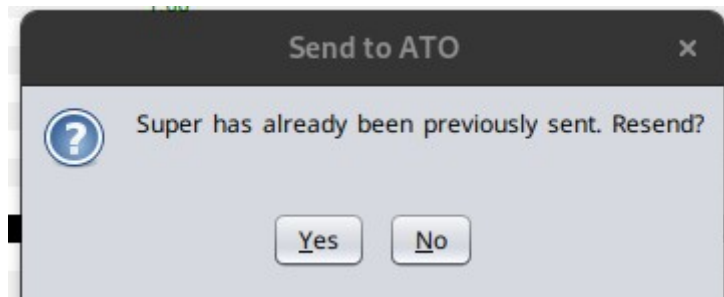 Send to ATO
Super has already been previously sent. Resend?
Yes
No